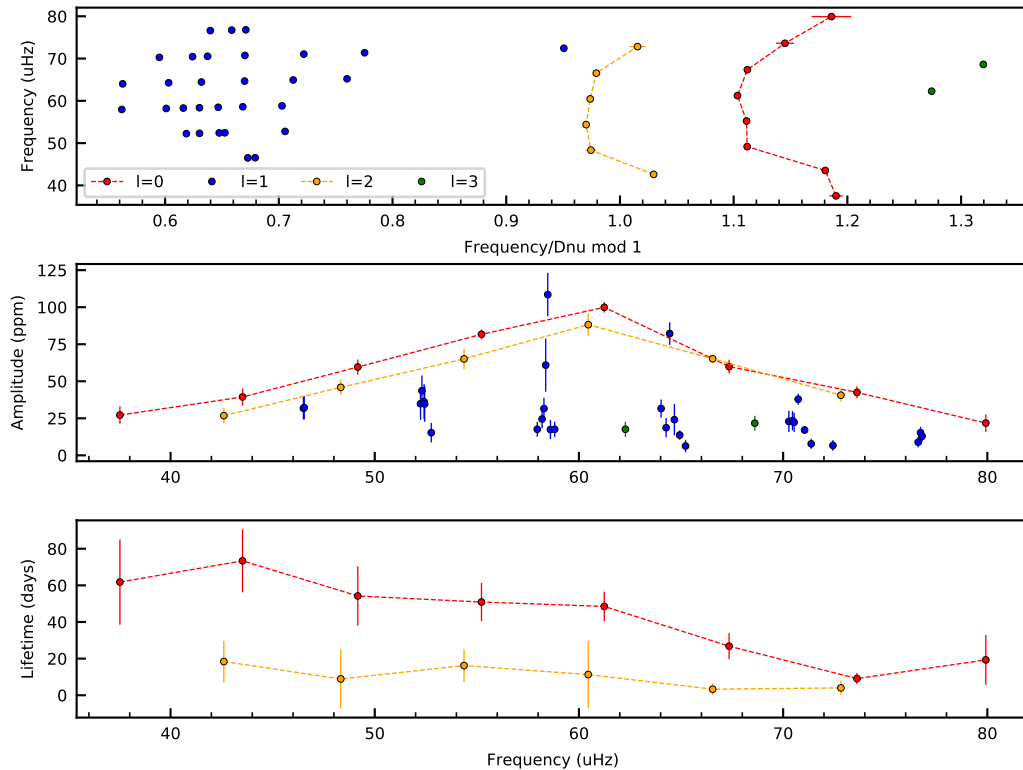 80
70
60
50
40
Frequency (uHz)
l=0 l=1 l=2 l=3
0.6 0.7 0.8 0.9 1.0 1.1 1.2 1.3
Frequency/Dnu mod 1
125
100
75
50
25
0
Amplitude (ppm)
40 50 60 70 80
80
60
40
20
0
Lifetime (days)
40 50 60 70 80
Frequency (uHz)